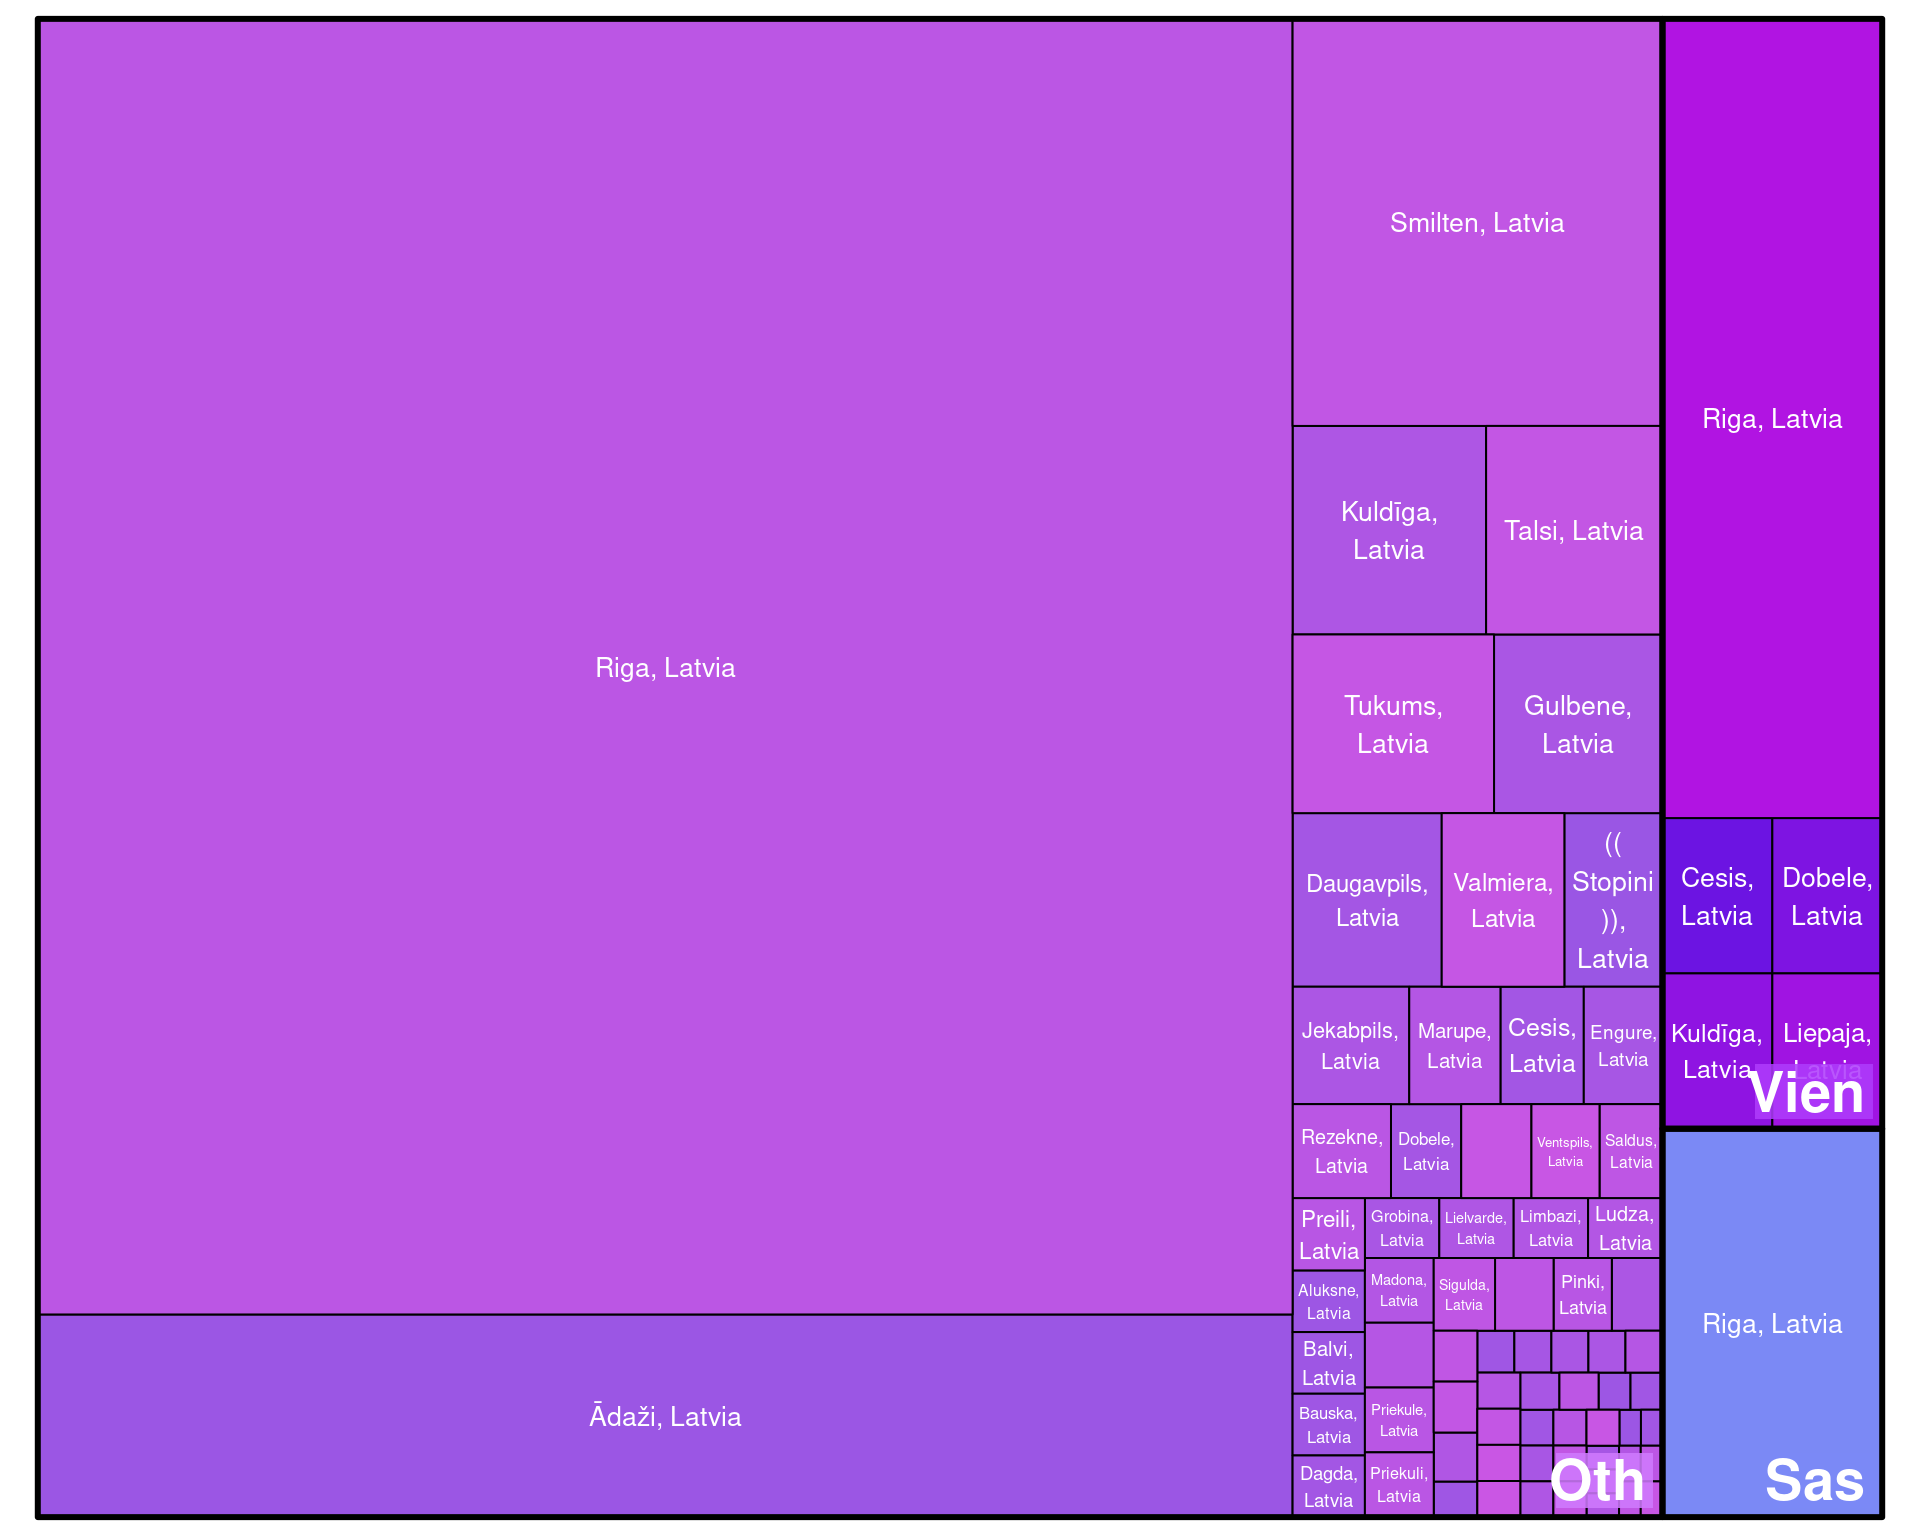 Riga, Latvia
Ādaži, Latvia
Smilten, Latvia
Kuldīga,
Latvia
Talsi, Latvia
Tukums,
Latvia
Gulbene,
Latvia
Daugavpils,
Latvia
Valmiera,
Latvia
((
Stopini
)),
Latvia
Jekabpils,
Latvia
Marupe,
Latvia
Cesis,
Latvia
Engure,
Latvia
Rezekne,
Latvia
Dobele,
Latvia
Ventspils,
Latvia
Saldus,
Latvia
Preili,
Latvia
Grobina,
Latvia
Lielvarde,
Latvia
Limbazi,
Latvia
Ludza,
Latvia
Aluksne,
Latvia
Madona,
Latvia
Sigulda,
Latvia
Pinki,
Latvia
Balvi,
Latvia
Bauska,
Latvia
Priekule,
Latvia
Dagda,
Latvia
Priekuli,
Latvia
Oth
Riga, Latvia
Cesis,
Latvia
Dobele,
Latvia
Kuldīga,
Latvia
Liepaja,
Latvia
Vien
Riga, Latvia
Sas